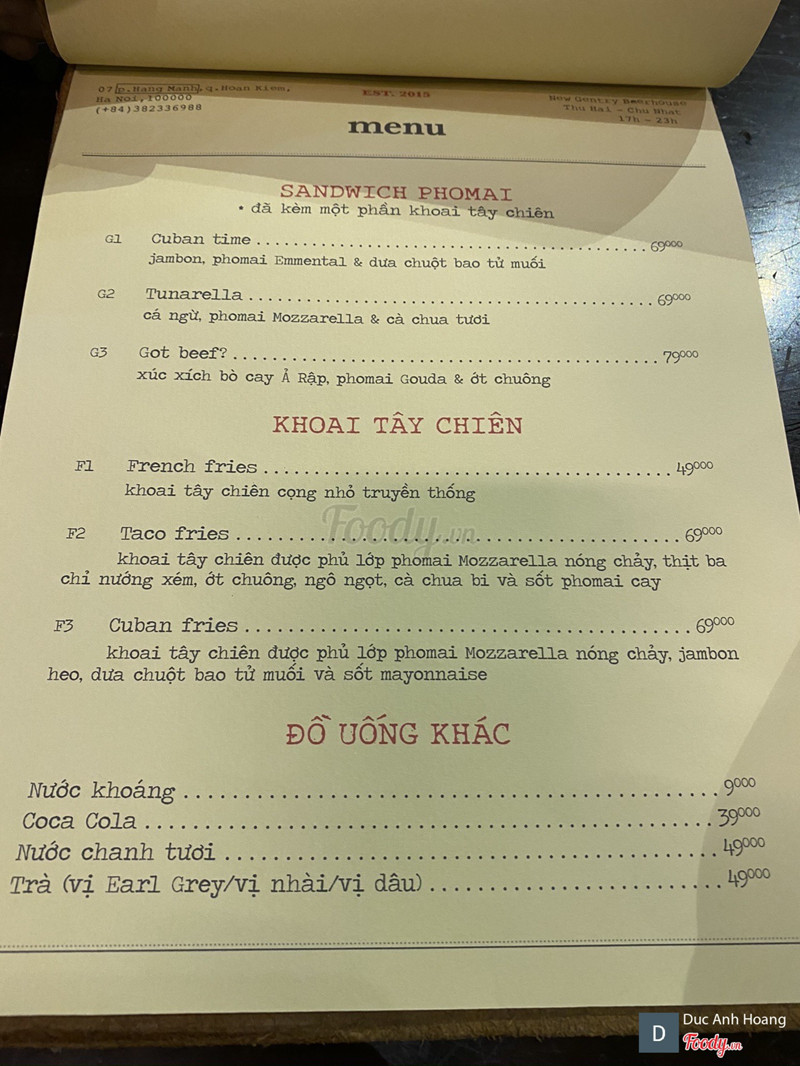 07 p.Hang Manh, q.Hoan Kiem,
Ha Noi, 100000
(+84)382336988
EST. 2015
New Gentry Beerhouse
Thu Hai - Chu Nhat
17h - 23h
menu
SANDWICH PHOMAI
* đã kèm một phần khoai tây chiên
G1 Cuban time ........ 69000
jambon, phomai Emmental & dưa chuột bao tử muối
G2 Tunarella ........ 69000
cá ngừ, phomai Mozzarella & cà chua tươi
G3 Got beef? ........ 79000
xúc xích bò cay Ả Rập, phomai Gouda & ớt chuông
KHOAI TÂY CHIÊN
F1 French fries ........ 49000
khoai tây chiên cọng nhỏ truyền thống
Foody.vn
F2 Taco fries ........ 69000
khoai tây chiên được phủ lớp phomai Mozzarella nóng chảy, thịt ba
chỉ nướng xém, ớt chuông, ngô ngọt, cà chua bi và sốt phomai cay
F3 Cuban fries ........ 69000
khoai tây chiên được phủ lớp phomai Mozzarella nóng chảy, jambon
heo, dưa chuột bao tử muối và sốt mayonnaise
ĐỒ UỐNG KHÁC
Nước khoáng ........ 9000
Coca Cola ........ 39000
Nước chanh tươi ........ 49000
Trà (vị Earl Grey/vị nhài/vị dâu) ........ 49000
D Duc Anh Hoang
Foody.vn